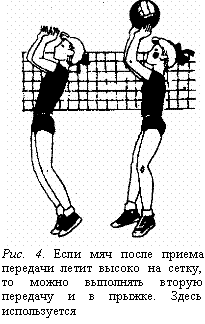 Рис. 4. Если мяч после приема
передачи летит высоко на сетку,
то можно выполнять вторую
передачу и в прыжке. Здесь
используется